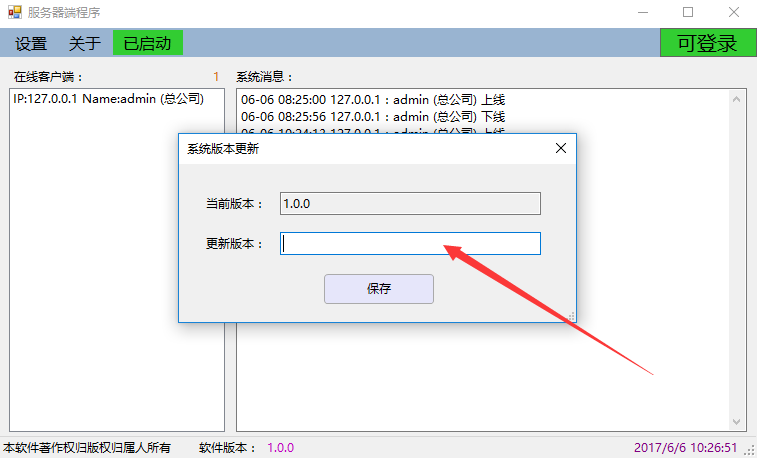 服务器端程序
设置 关于 已启动 可登录
在线客户端： 1
IP:127.0.0.1 Name:admin (总公司)
系统消息：
06-06 08:25:00 127.0.0.1：admin (总公司) 上线
06-06 08:25:56 127.0.0.1：admin (总公司) 下线
06-06 10:24:13 127.0.0.1：admin (总公司) 上线
系统版本更新
当前版本： 1.0.0
更新版本：
保存
本软件著作权归版权归属人所有 软件版本： 1.0.0 2017/6/6 10:26:51